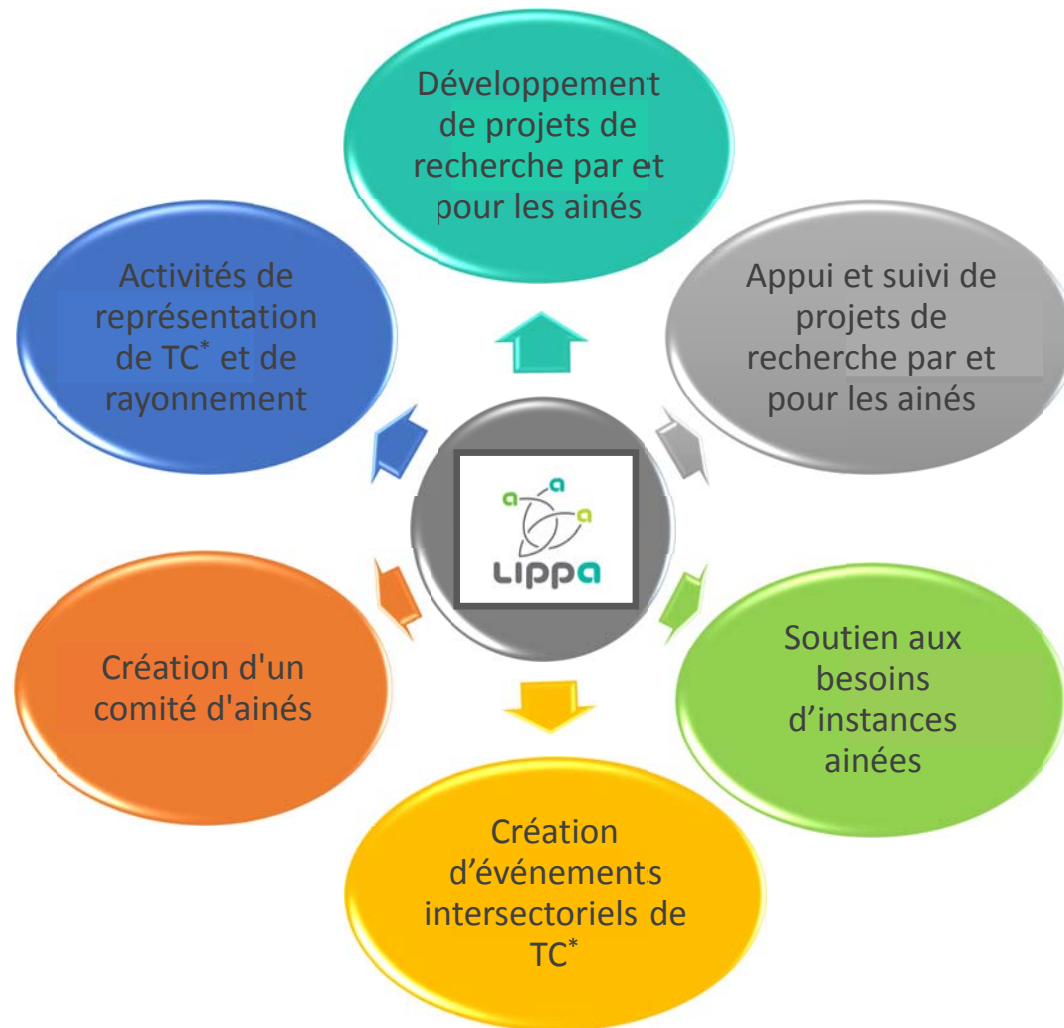 Développement
de projets de
recherche par et
pour les ainés
Appui et suivi de
projets de
recherche par et
pour les ainés
Soutien aux
besoins
d’instances
ainées
Création
d’événements
intersectoriels de
TC*
Création d'un
comité d'ainés
Activités de
représentation
de TC* et de
rayonnement
a
a
a
Lippa